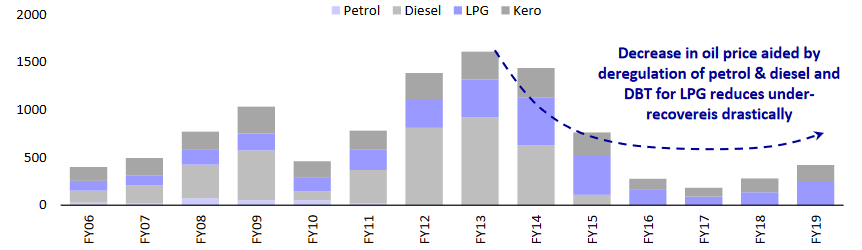 2000
Petrol Diesel LPG Kero
1500
1000
500
0
Decrease in oil price aided by
deregulation of petrol & diesel and
DBT for LPG reduces under-
recovereis drastically
FY06 FY07 FY08 FY09 FY10 FY11 FY12 FY13 FY14 FY15 FY16 FY17 FY18 FY19